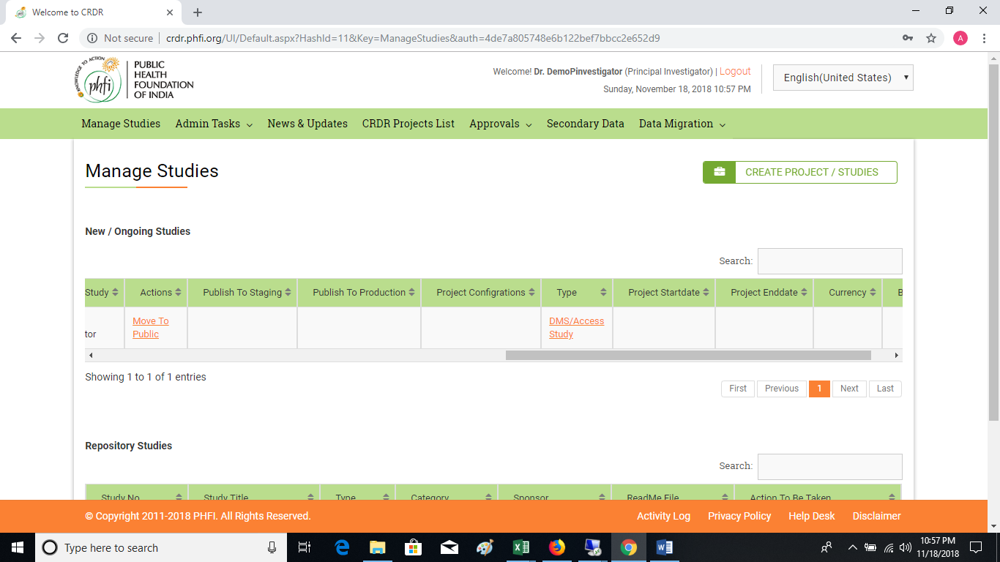 Welcome to CRDR
Not secure | crdr.phfi.org/UI/Default.aspx?HashId=11&Key=ManageStudies&auth=4de7a805748e6b122bef7bbcc2e652d9
A
KNOWLEDGE TO ACTION
phfi
PUBLIC
HEALTH
FOUNDATION
OF INDIA
Welcome! Dr. DemoPinvestigator (Principal Investigator) | Logout
Sunday, November 18, 2018 10:57 PM
English(United States)
Manage Studies Admin Tasks News & Updates CRDR Projects List Approvals Secondary Data Data Migration
Manage Studies
CREATE PROJECT / STUDIES
New / Ongoing Studies
Search:
Study Actions Publish To Staging Publish To Production Project Configrations Type Project Startdate Project Enddate Currency B
tor
Move To
Public
DMS/Access
Study
Showing 1 to 1 of 1 entries
First Previous 1 Next Last
Repository Studies
Search:
Study No Study Title Type Category Sponsor ReadMe File Action To Be Taken
© Copyright 2011-2018 PHFI. All Rights Reserved.
Activity Log Privacy Policy Help Desk Disclaimer
Type here to search
10:57 PM
11/18/2018